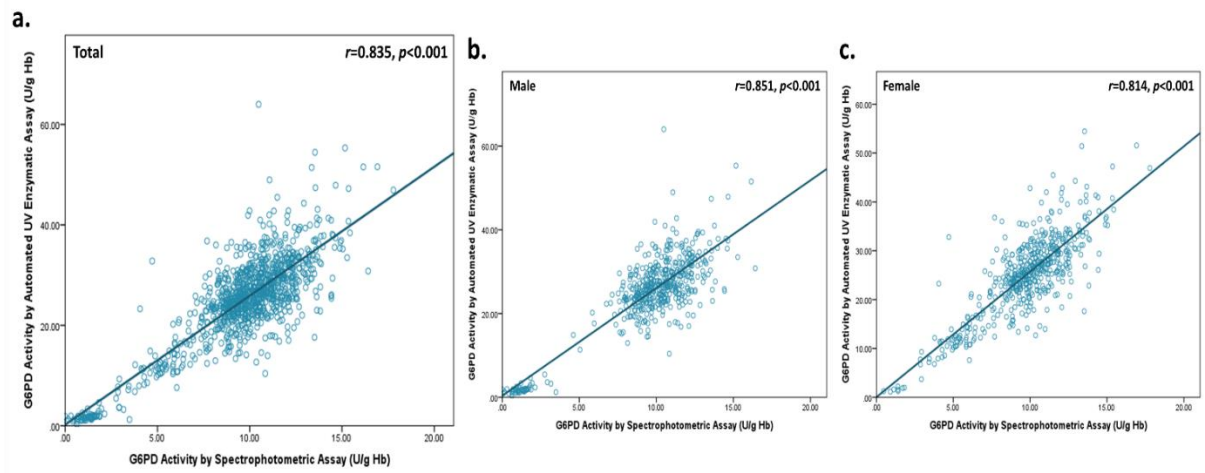 a.
Total
r=0.835, p<0.001
G6PD Activity by Automated UV Enzymatic Assay (U/g Hb)
60.00
40.00
20.00
.00
.00 5.00 10.00 15.00 20.00
G6PD Activity by Spectrophotometric Assay (U/g Hb)
b.
Male
r=0.851, p<0.001
G6PD Activity by Automated UV Enzymatic Assay (U/g Hb)
60.00
40.00
20.00
.00
.00 5.00 10.00 15.00 20.00
G6PD Activity by Spectrophotometric Assay (U/g Hb)
c.
Female
r=0.814, p<0.001
G6PD Activity by Automated UV Enzymatic Assay (U/g Hb)
60.00
50.00
40.00
30.00
20.00
10.00
.00
.00 5.00 10.00 15.00 20.00
G6PD Activity by Spectrophotometric Assay (U/g Hb)